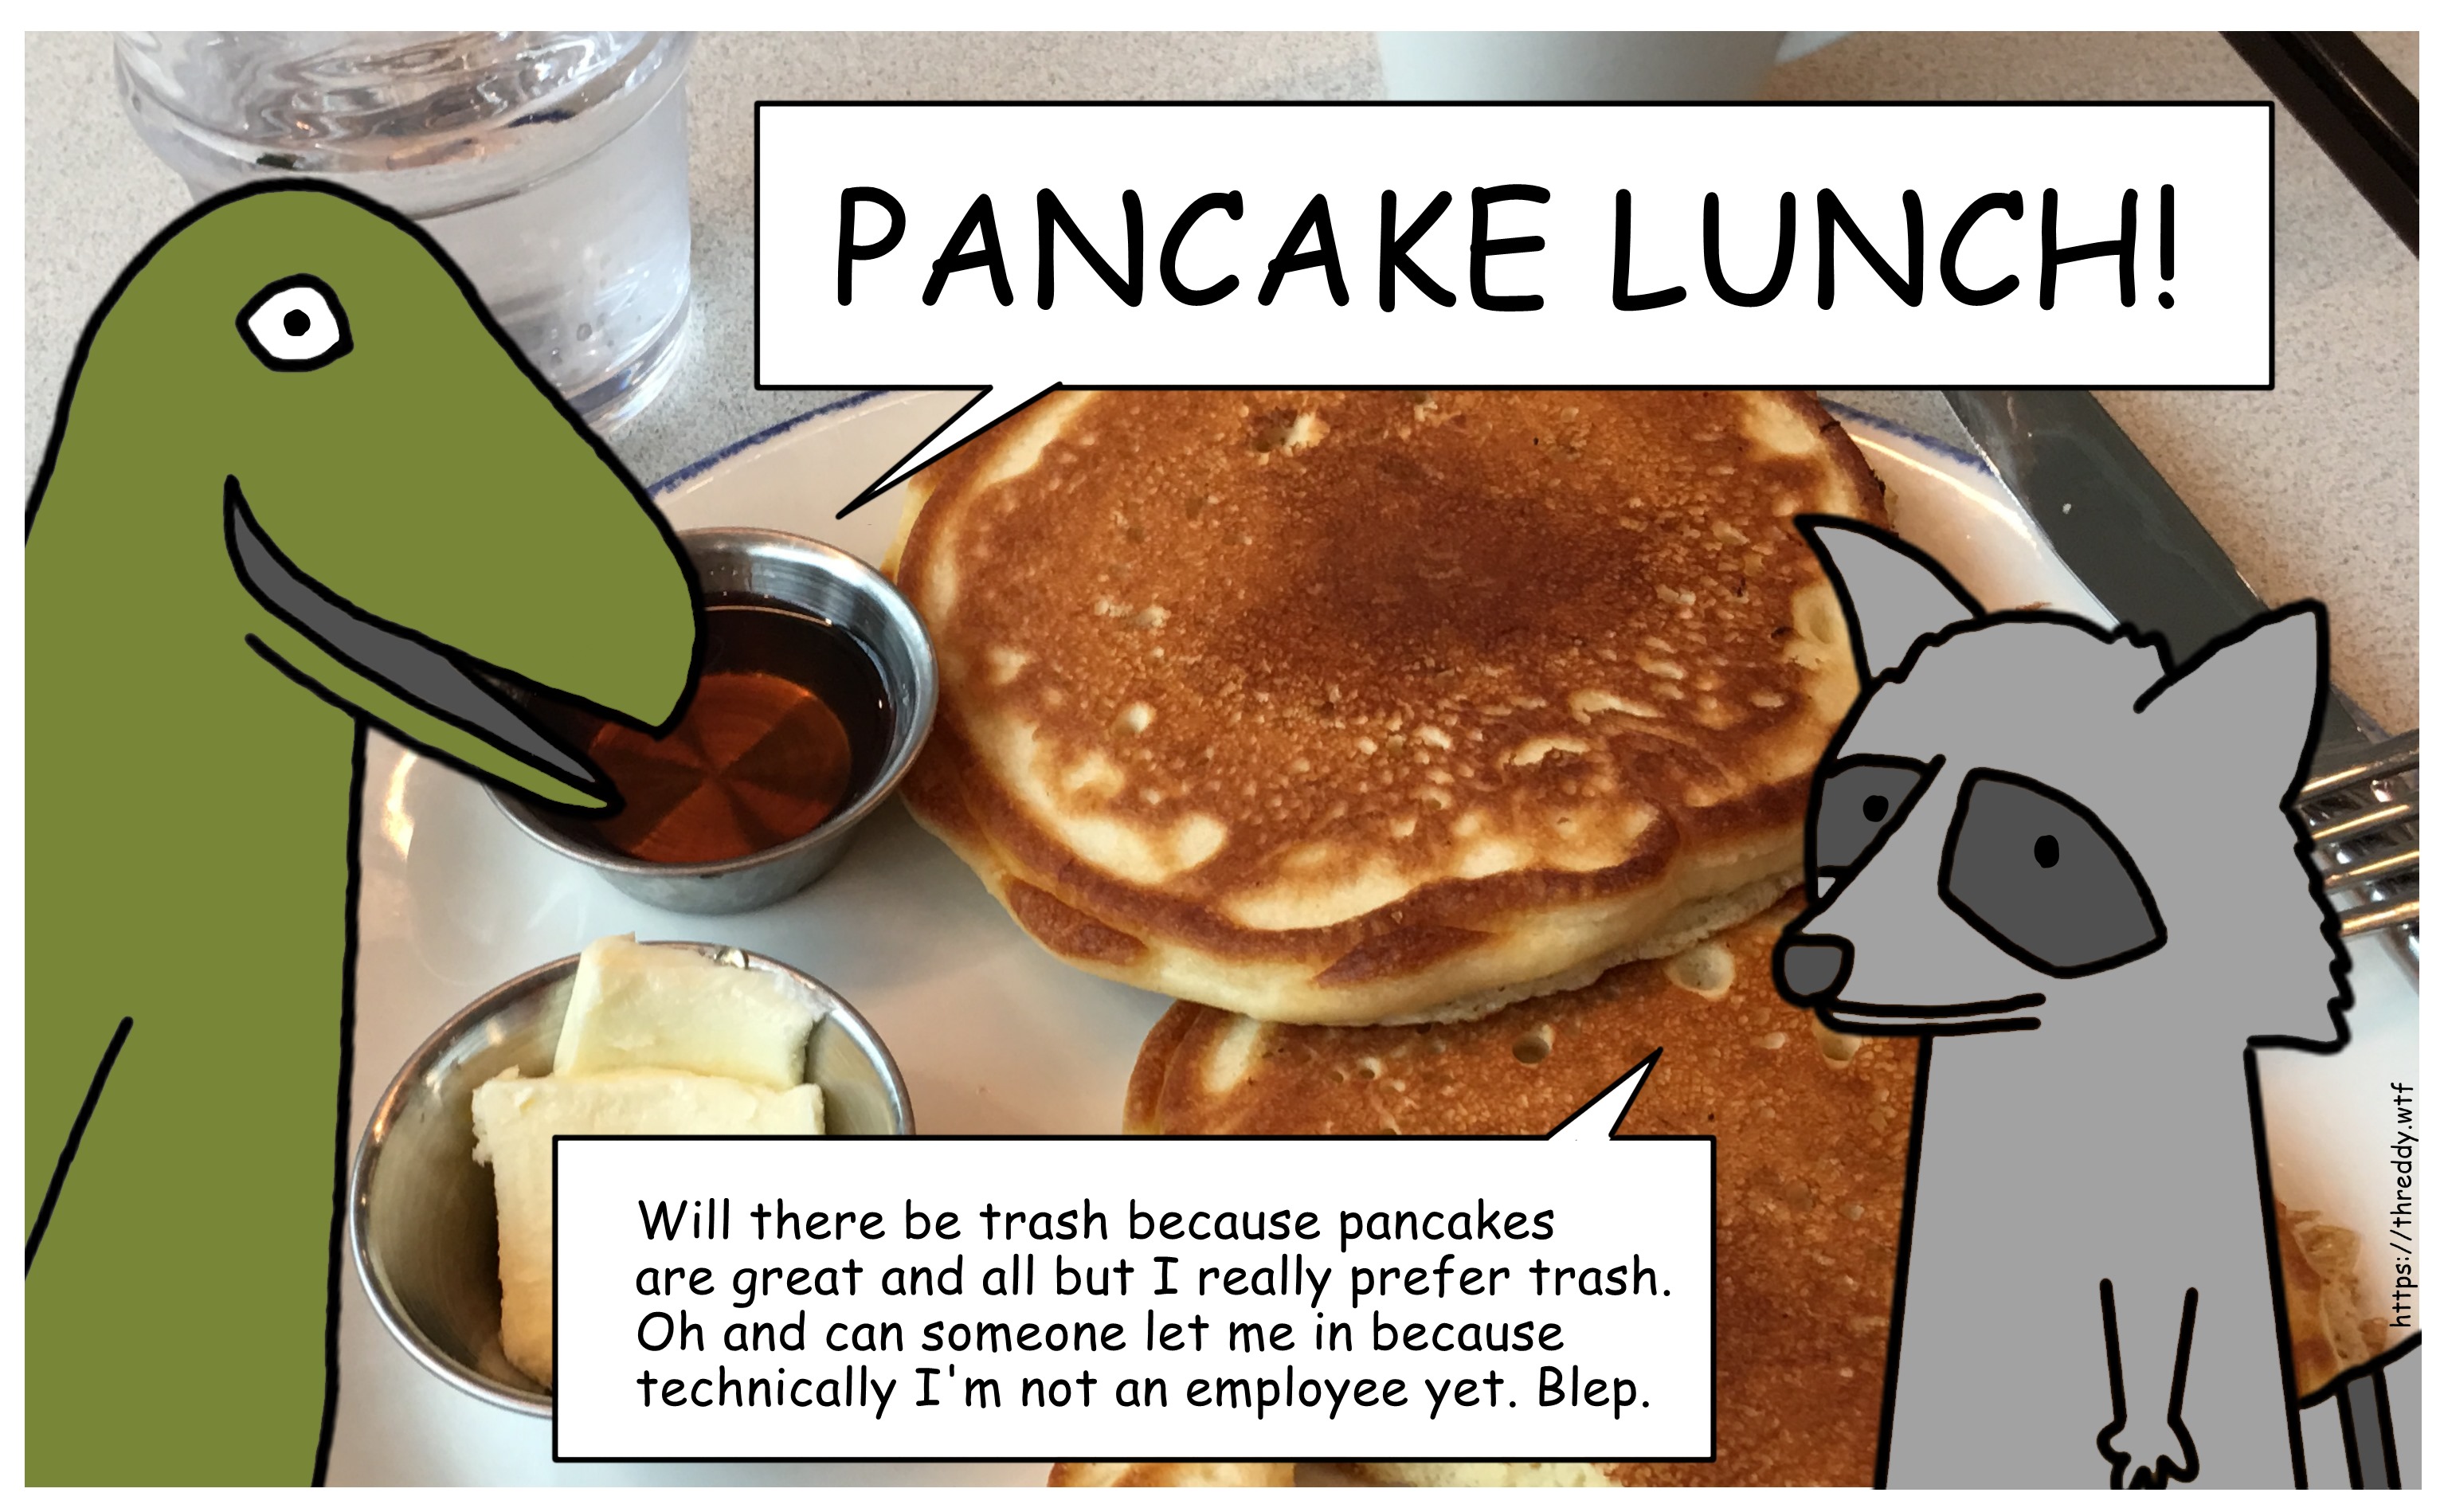 PANCAKE LUNCH!
Will there be trash because pancakes
are great and all but I really prefer trash.
Oh and can someone let me in because
technically I'm not an employee yet. Blep.
https://threddy.wtf